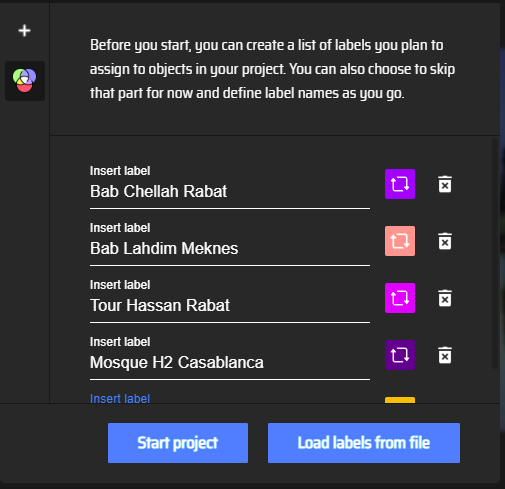 Before you start, you can create a list of labels you plan to
assign to objects in your project. You can also choose to skip
that part for now and define label names as you go.
Insert label
Bab Chellah Rabat
Insert label
Bab Lahdim Meknes
Insert label
Tour Hassan Rabat
Insert label
Mosque H2 Casablanca
Insert label
Start project
Load labels from file